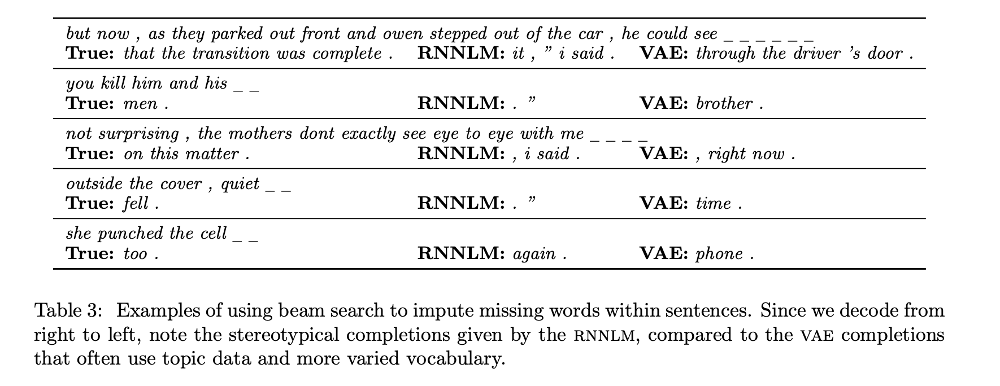 but now , as they parked out front and owen stepped out of the car , he could see _ _ _ _ _ _
True: that the transition was complete . RNNLM: it , ” i said . VAE: through the driver ’s door .
you kill him and his _ _
True: men . RNNLM: . ” VAE: brother .
not surprising , the mothers dont exactly see eye to eye with me _ _ _ _
True: on this matter . RNNLM: , i said . VAE: , right now .
outside the cover , quiet _ _
True: fell . RNNLM: . ” VAE: time .
she punched the cell _ _
True: too . RNNLM: again . VAE: phone .
Table 3: Examples of using beam search to impute missing words within sentences. Since we decode from
right to left, note the stereotypical completions given by the RNNLM, compared to the VAE completions
that often use topic data and more varied vocabulary.